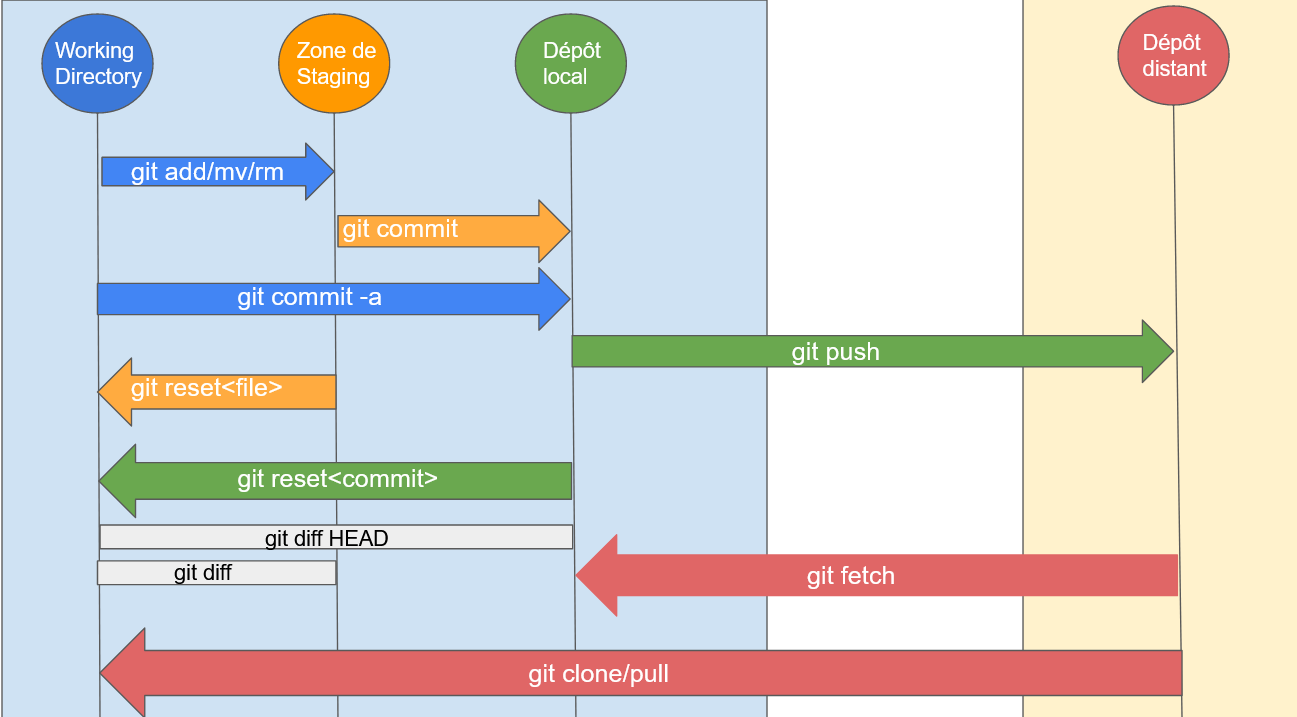 Working
Directory
Zone de
Staging
Dépôt
local
Dépôt
distant
git add/mv/rm
git commit
git commit -a
git push
git reset<file>
git reset<commit>
git diff HEAD
git diff
git fetch
git clone/pull